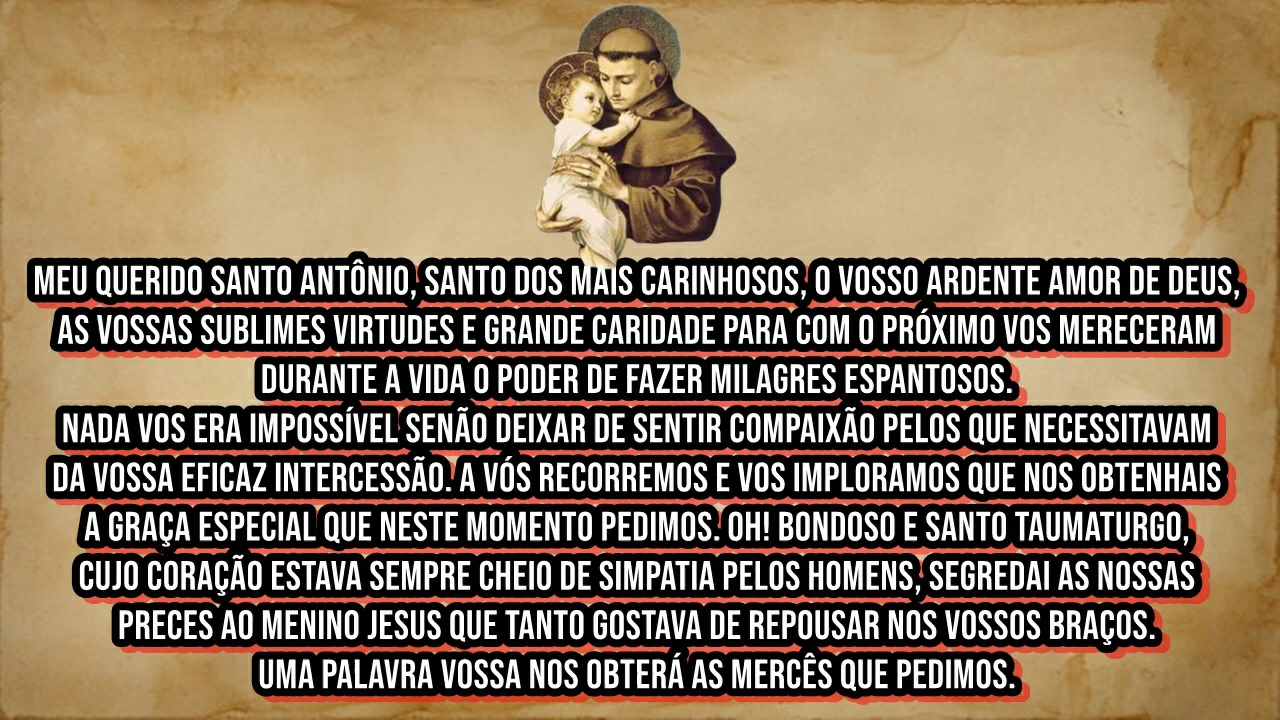 MEU QUERIDO SANTO ANTÔNIO, SANTO DOS MAIS CARINHOSOS, O VOSSO ARDENTE AMOR DE DEUS,
AS VOSSAS SUBLIMES VIRTUDES E GRANDE CARIDADE PARA COM O PRÓXIMO VOS MERECERAM
DURANTE A VIDA O PODER DE FAZER MILAGRES ESPANTOSOS.
NADA VOS ERA IMPOSSÍVEL SENÃO DEIXAR DE SENTIR COMPAIXÃO PELOS QUE NECESSITAVAM
DA VOSSA EFICAZ INTERCESSÃO. A VÓS RECORREMOS E VOS IMPLORAMOS QUE NOS OBTENHAIS
A GRAÇA ESPECIAL QUE NESTE MOMENTO PEDIMOS. OH! BONDOSO E SANTO TAUMATURGO,
CUJO CORAÇÃO ESTAVA SEMPRE CHEIO DE SIMPATIA PELOS HOMENS, SEGREDAI AS NOSSAS
PRECES AO MENINO JESUS QUE TANTO GOSTAVA DE REPOUSAR NOS VOSSOS BRAÇOS.
UMA PALAVRA VOSSA NOS OBTERÁ AS MERCÊS QUE PEDIMOS.